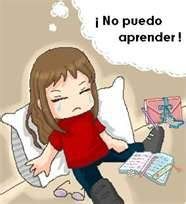 ¡ No puedo
aprender !